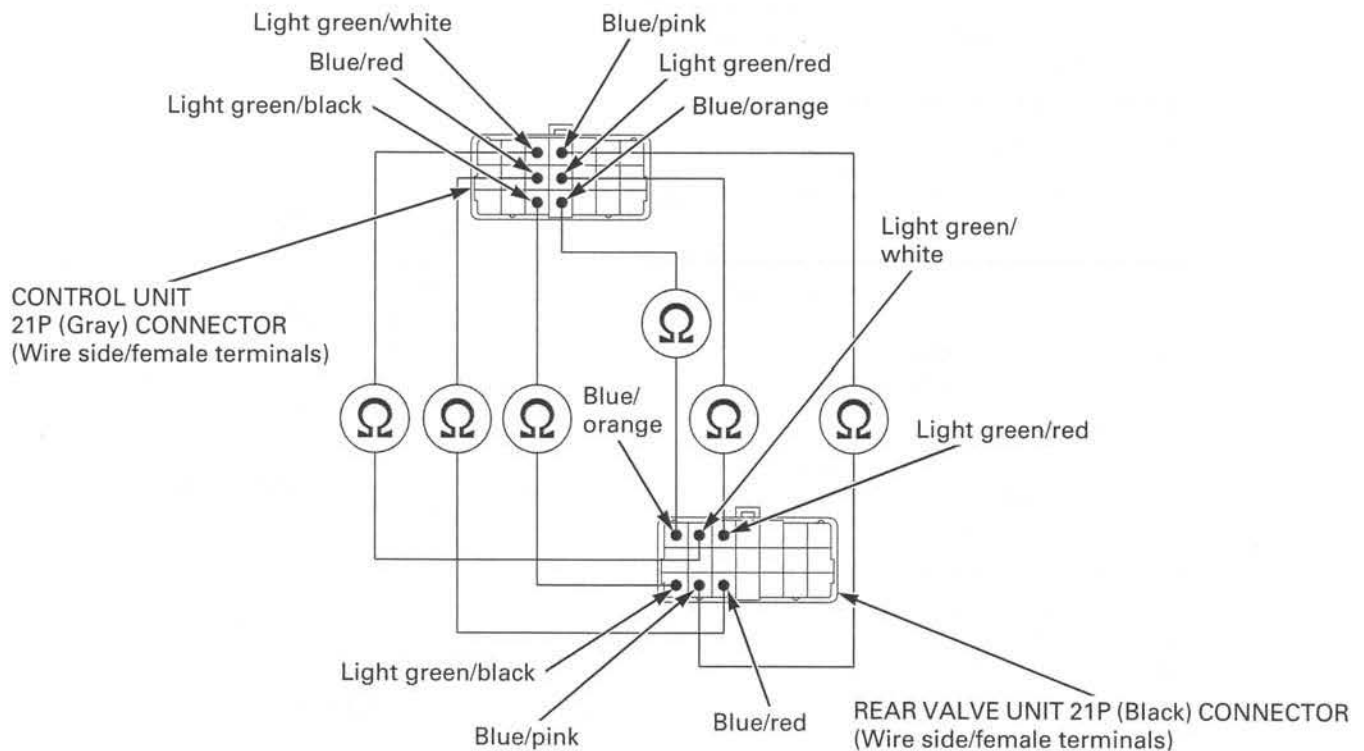 Light green/white
Blue/pink
Blue/red
Light green/red
Light green/black
Blue/orange
Light green/
white
CONTROL UNIT
21P (Gray) CONNECTOR
(Wire side/female terminals)
Ω
Blue/
orange
Ω
Ω
Ω
Ω
Ω
Light green/red
Light green/black
Blue/pink
Blue/red
REAR VALVE UNIT 21P (Black) CONNECTOR
(Wire side/female terminals)